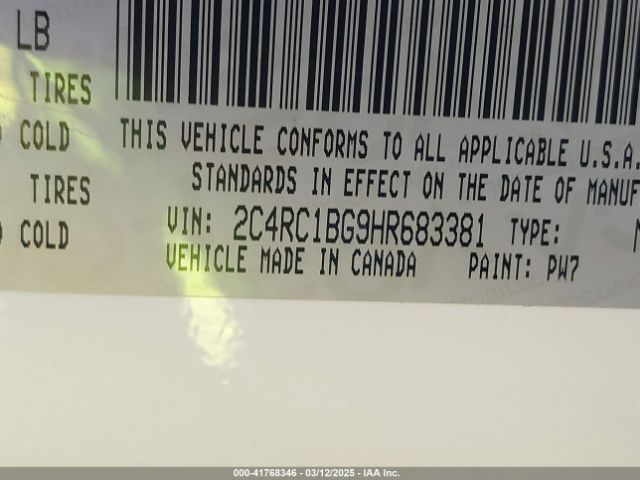 LB
TIRES
COLD
THIS VEHICLE CONFORMS TO ALL APPLICABLE U.S.A.
STANDARDS IN EFFECT ON THE DATE OF MANUF
TIRES
VIN: 2C4RC1BG9HR683381 TYPE:
COLD
VEHICLE MADE IN CANADA PAINT: PW7
000-41768346 - 03/12/2025 - IAA Inc.